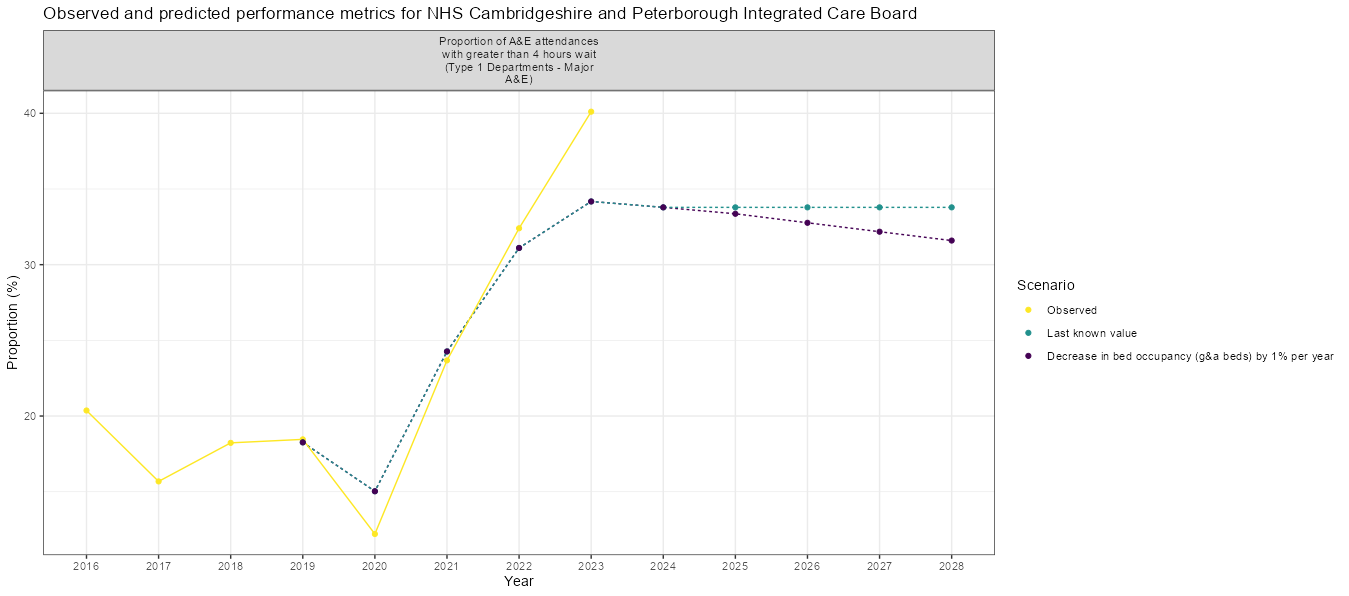 Observed and predicted performance metrics for NHS Cambridgeshire and Peterborough Integrated Care Board
Proportion of A&E attendances
with greater than 4 hours wait
(Type 1 Departments - Major
A&E)
Proportion (%)
40
30
20
2016 2017 2018 2019 2020 2021 2022 2023 2024 2025 2026 2027 2028
Year
Scenario
Observed
Last known value
Decrease in bed occupancy (g&a beds) by 1% per year